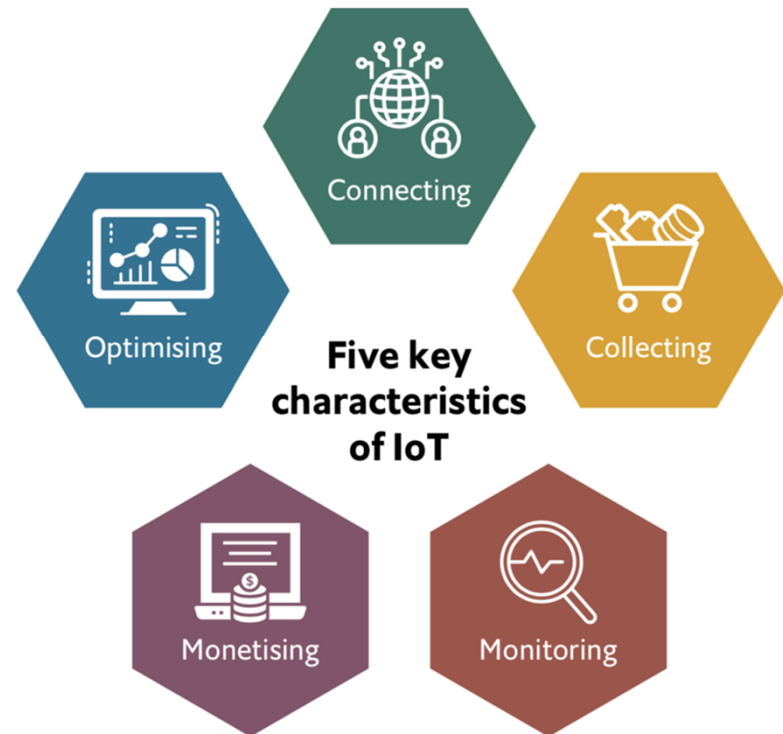 Connecting
Collecting
Optimising
Five key
characteristics
of IoT
Monetising
$
Monitoring